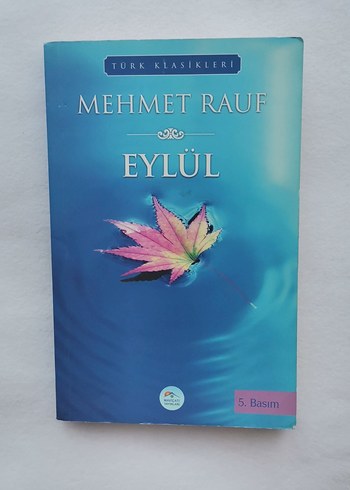 TÜRK KLASİKLERİ
MEHMET RAUF
EYLÜL
5. Basım